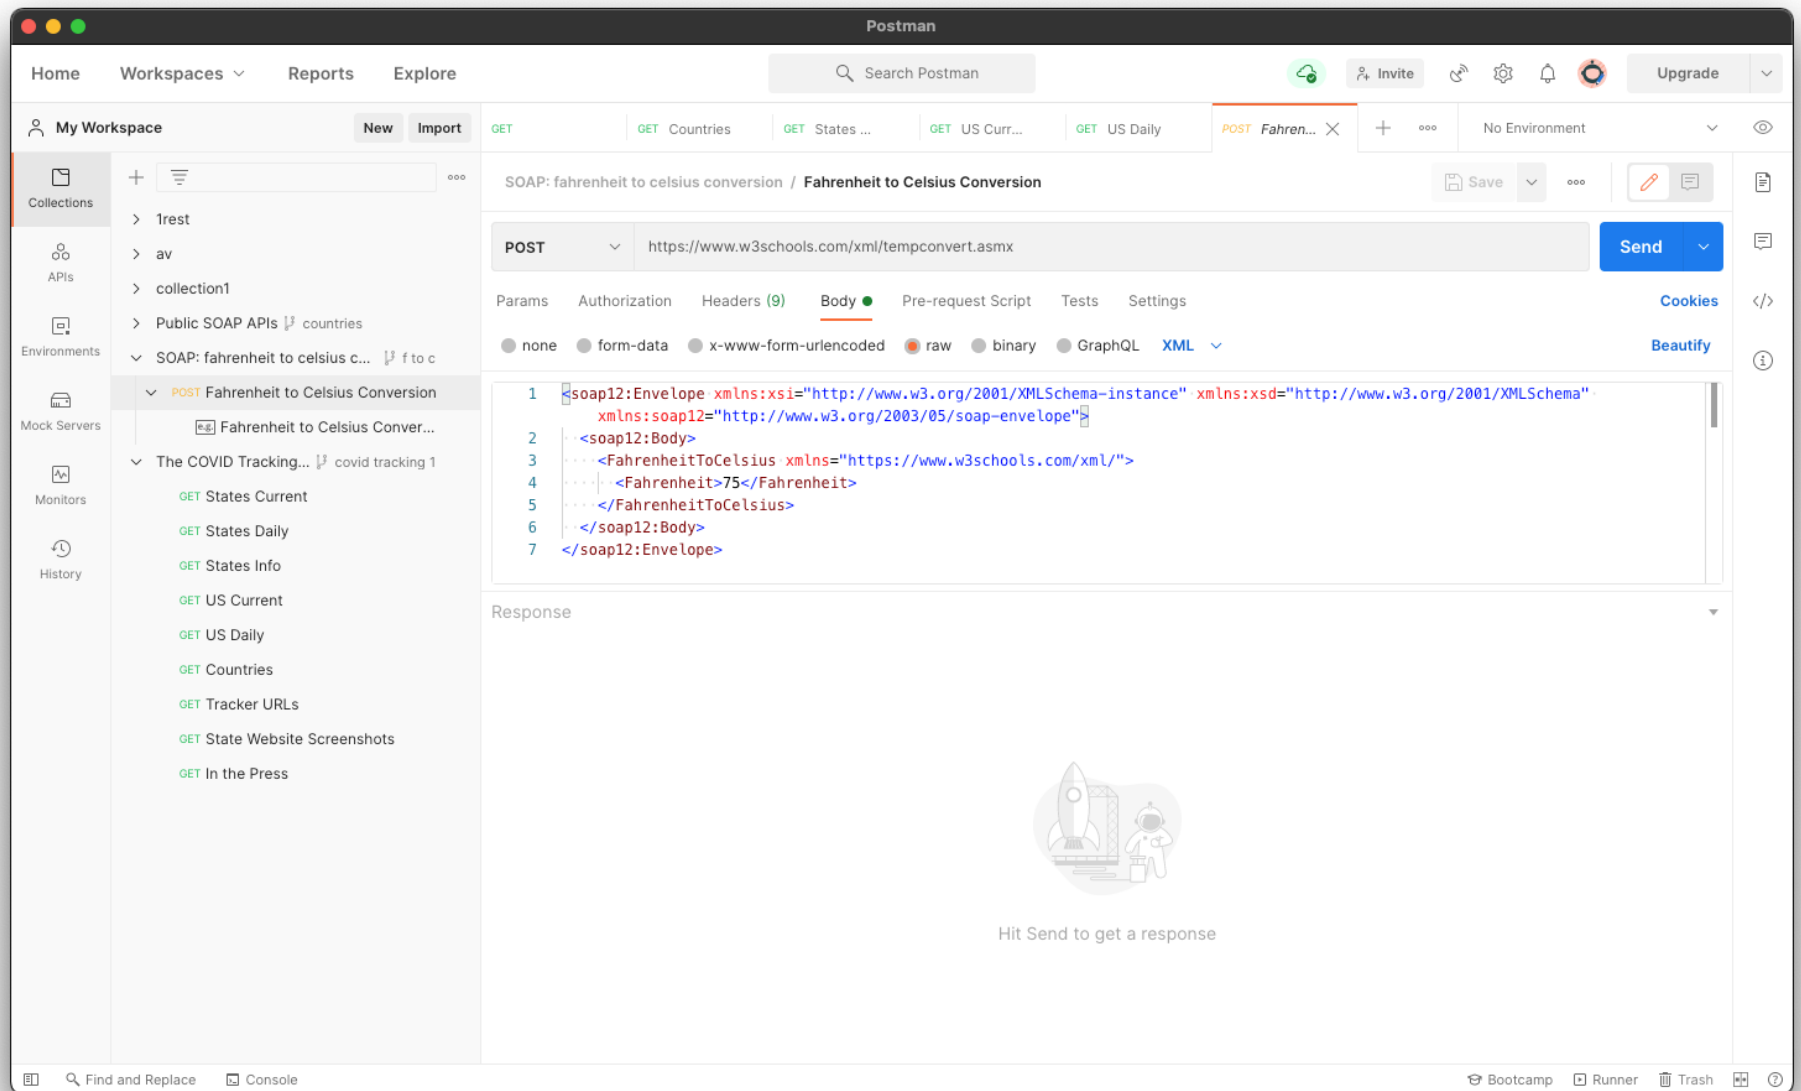 Postman
Home Workspaces Reports Explore Search Postman Invite Upgrade
My Workspace New Import GET GET Countries GET States ... GET US Curr... GET US Daily POST Fahren... No Environment
Collections
APIs
Environments
Mock Servers
Monitors
History
1rest
av
collection1
Public SOAP APIs countries
SOAP: fahrenheit to celsius c... f to c
POST Fahrenheit to Celsius Conversion
e.g. Fahrenheit to Celsius Conver...
The COVID Tracking... covid tracking 1
GET States Current
GET States Daily
GET States Info
GET US Current
GET US Daily
GET Countries
GET Tracker URLs
GET State Website Screenshots
GET In the Press
SOAP: fahrenheit to celsius conversion / Fahrenheit to Celsius Conversion Save
POST https://www.w3schools.com/xml/tempconvert.asmx Send
Params Authorization Headers (9) Body Pre-request Script Tests Settings Cookies
none form-data x-www-form-urlencoded raw binary GraphQL XML Beautify
1 <soap12:Envelope xmlns:xsi="http://www.w3.org/2001/XMLSchema-instance" xmlns:xsd="http://www.w3.org/2001/XMLSchema"
xmlns:soap12="http://www.w3.org/2003/05/soap-envelope">
2 <soap12:Body>
3 <FahrenheitToCelsius xmlns="https://www.w3schools.com/xml/">
4 <Fahrenheit>75</Fahrenheit>
5 </FahrenheitToCelsius>
6 </soap12:Body>
7 </soap12:Envelope>
Response
Hit Send to get a response
Find and Replace Console Bootcamp Runner Trash